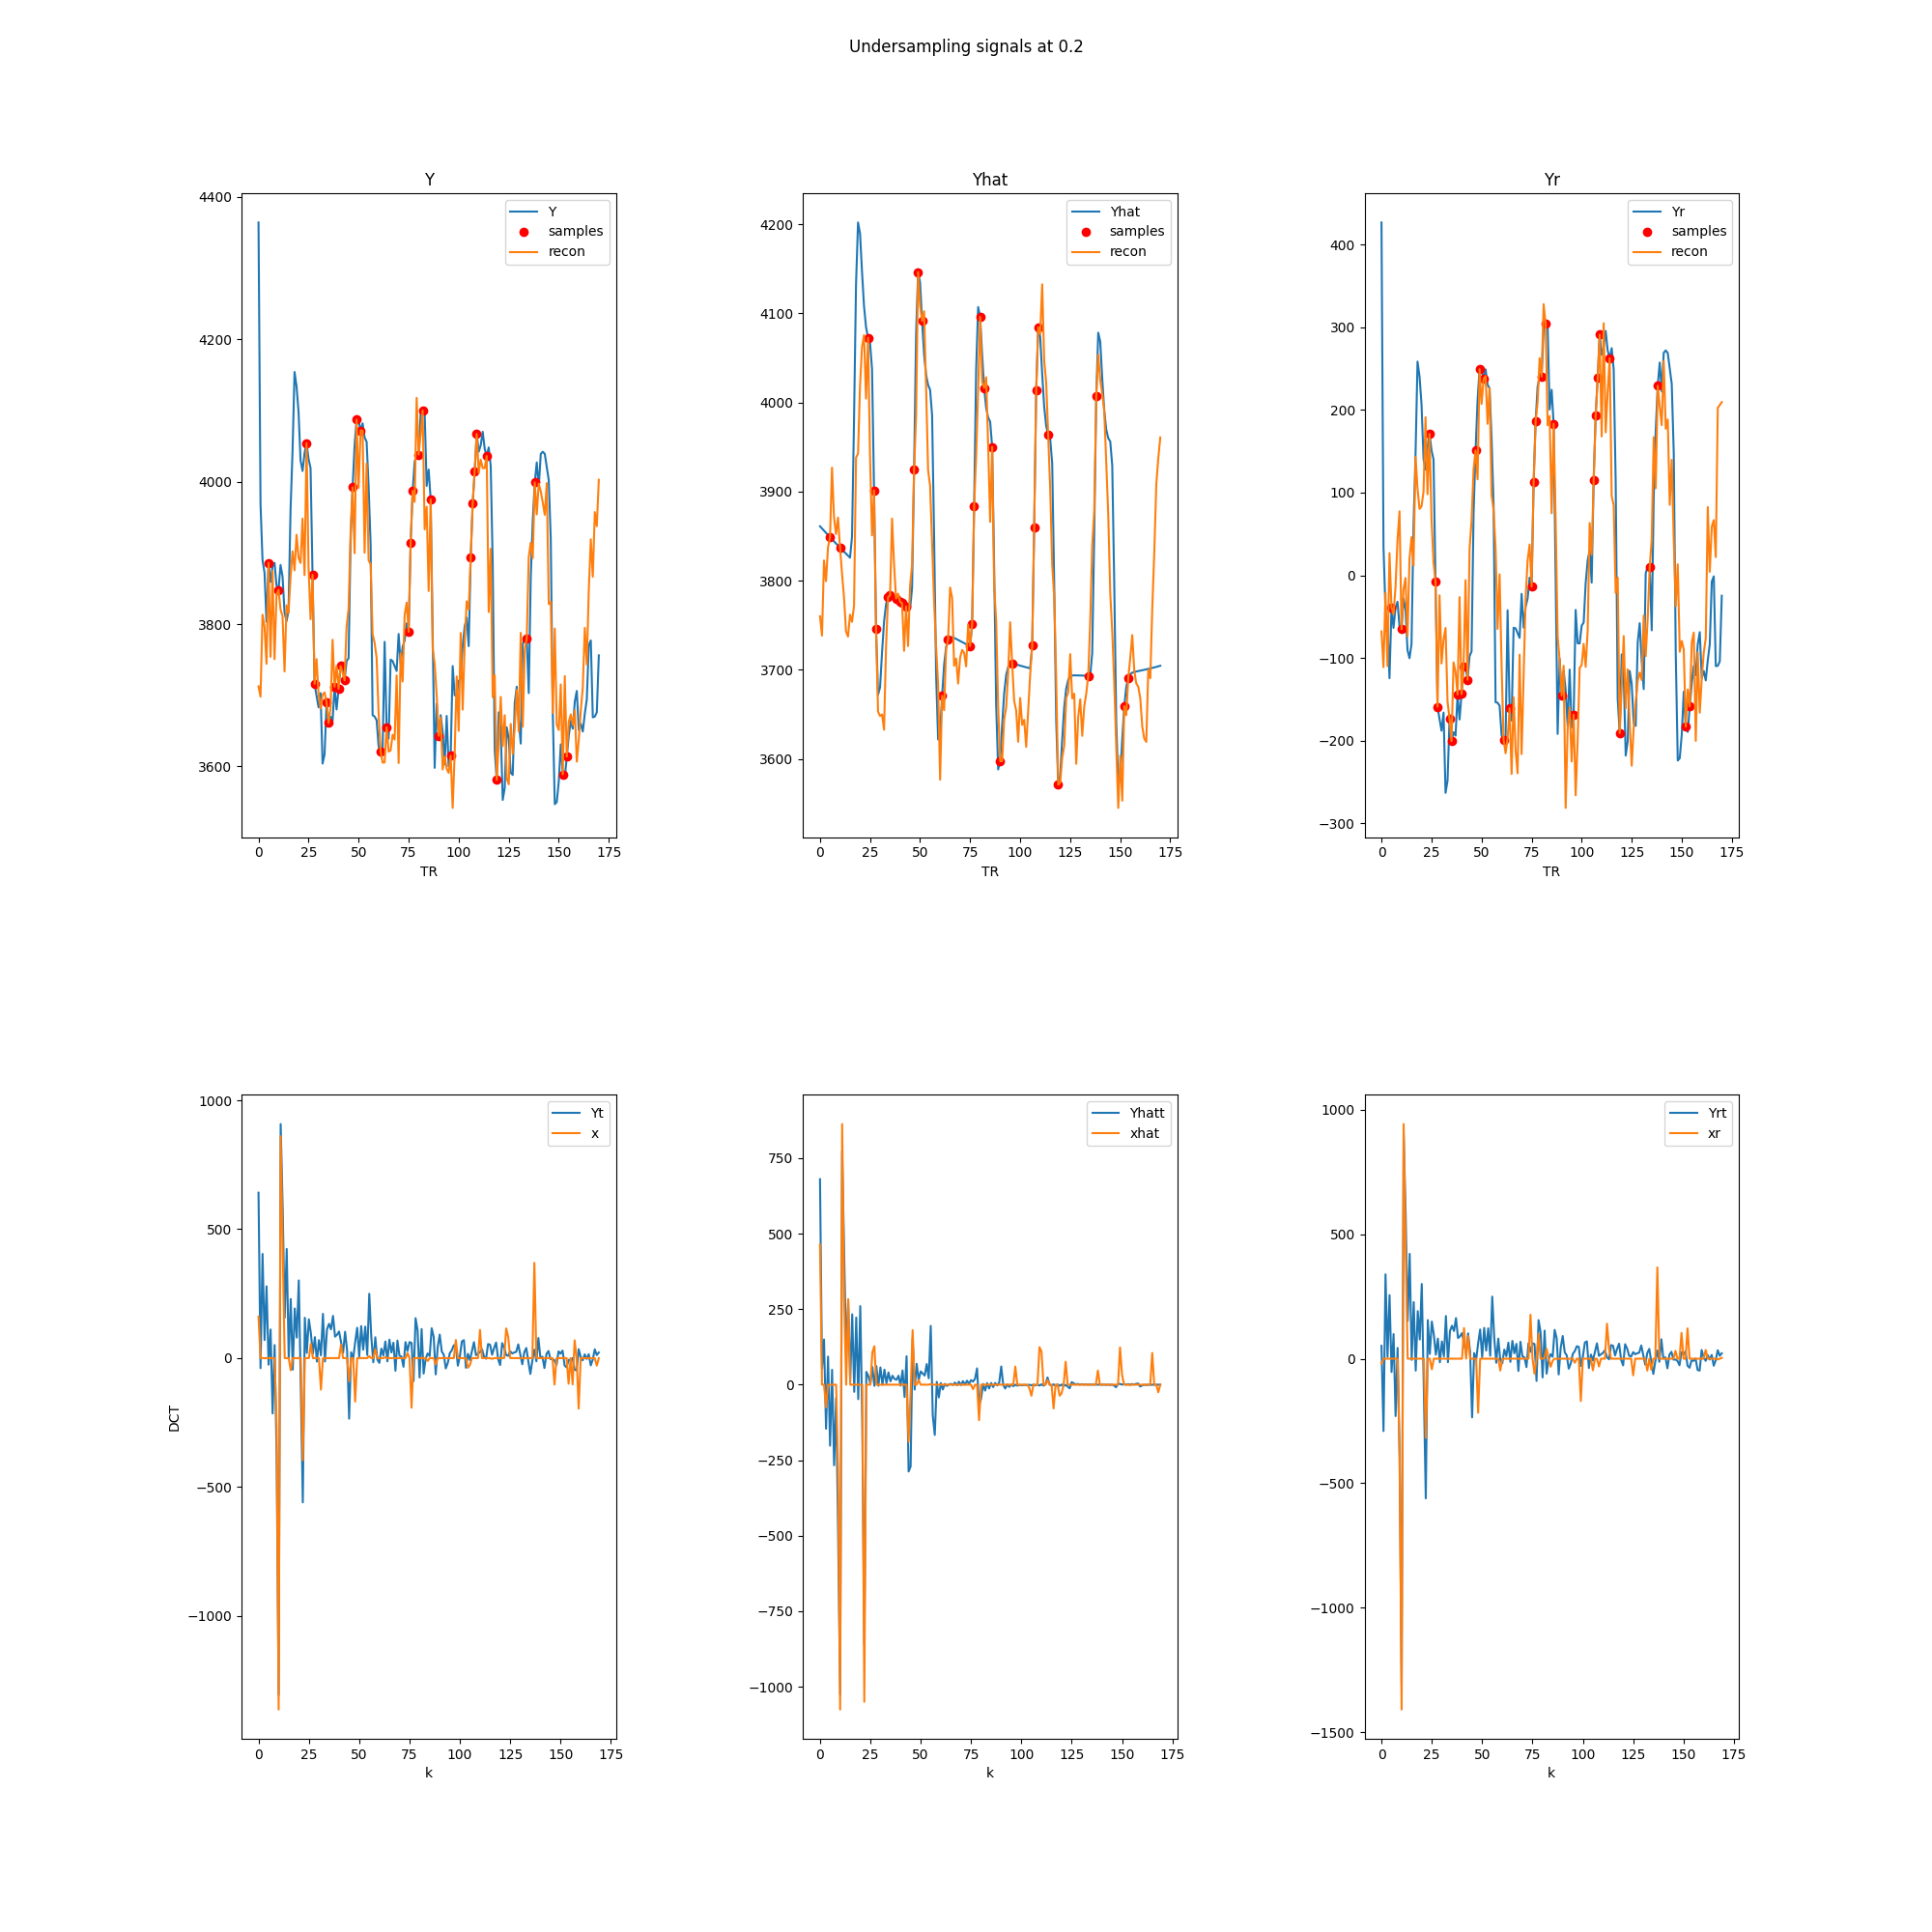 Undersampling signals at 0.2
Y
4400
4200
4000
3800
3600
0 25 50 75 100 125 150 175
TR
Y
samples
recon
Yhat
4200
4100
4000
3900
3800
3700
3600
0 25 50 75 100 125 150 175
TR
Yhat
samples
recon
Yr
400
300
200
100
0
−100
−200
−300
0 25 50 75 100 125 150 175
TR
Yr
samples
recon
DCT
1000
500
0
−500
−1000
0 25 50 75 100 125 150 175
k
Yt
x
750
500
250
0
−250
−500
−750
−1000
0 25 50 75 100 125 150 175
k
Yhatt
xhat
1000
500
0
−500
−1000
−1500
0 25 50 75 100 125 150 175
k
Yrt
xr